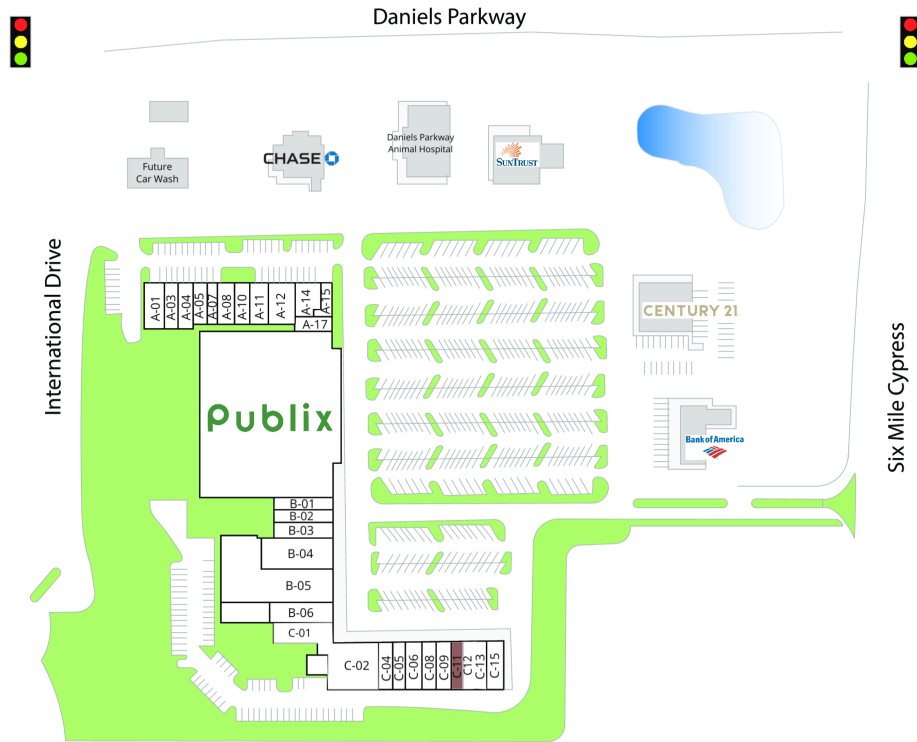 Daniels Parkway
Daniels Parkway
Animal Hospital
CHASE
SUNTRUST
Future
Car Wash
International Drive
A-01
A-03
A-04
A-05
A-07
A-08
A-10
A-11
A-12
A-14
A-15
A-17
CENTURY 21
Six Mile Cypress
Publix
Bank of America
B-01
B-02
B-03
B-04
B-05
B-06
C-01
C-02
C-04
C-05
C-06
C-08
C-09
C-11
C12
C-13
C-15